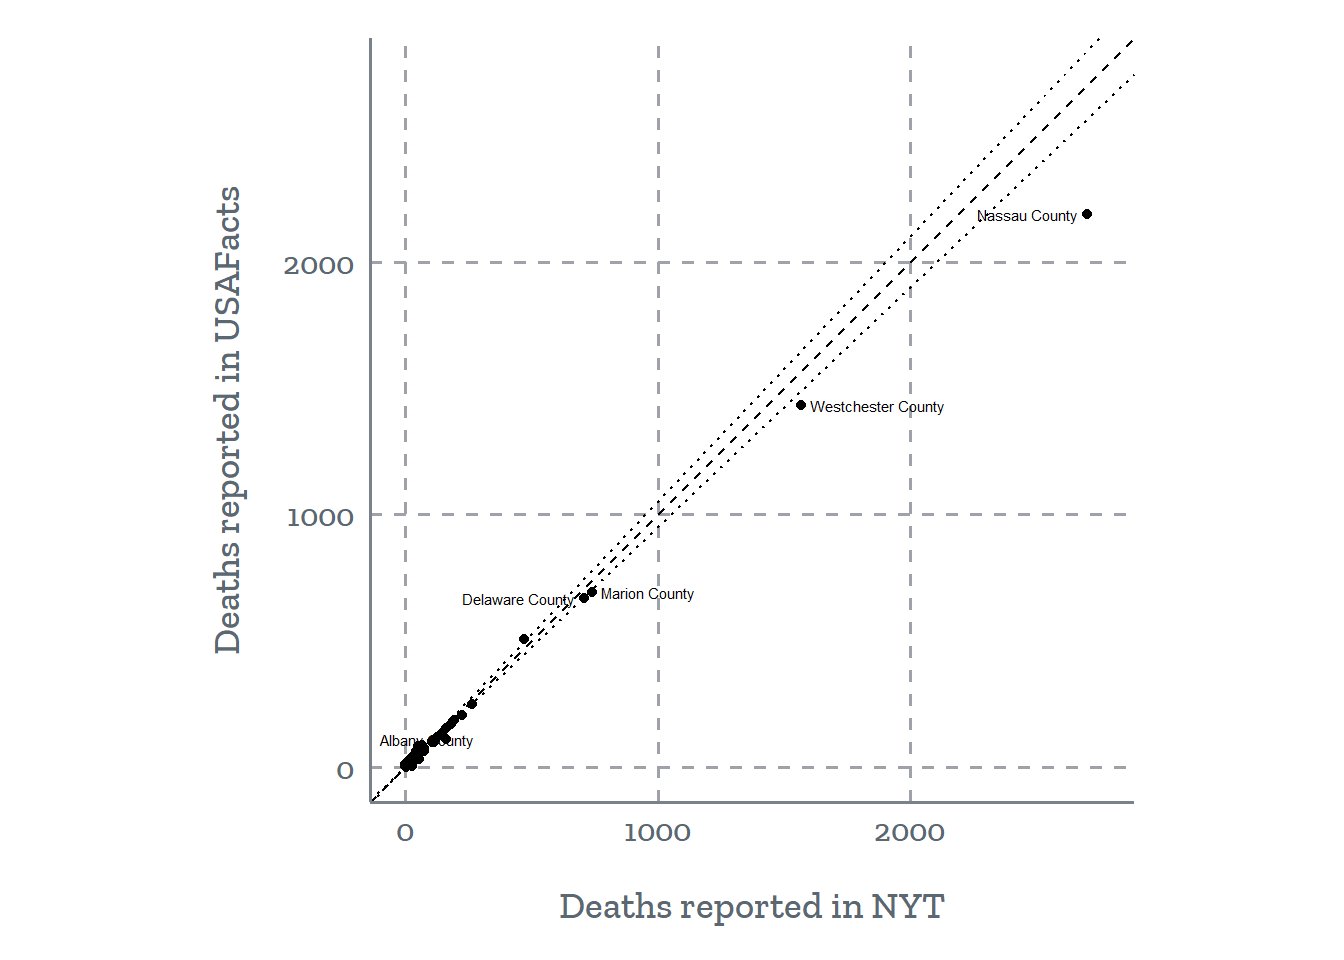 Deaths reported in USAFacts
2000
1000
0
Nassau County
Westchester County
Marion County
Delaware County
Albany County
0
1000
2000
Deaths reported in NYT